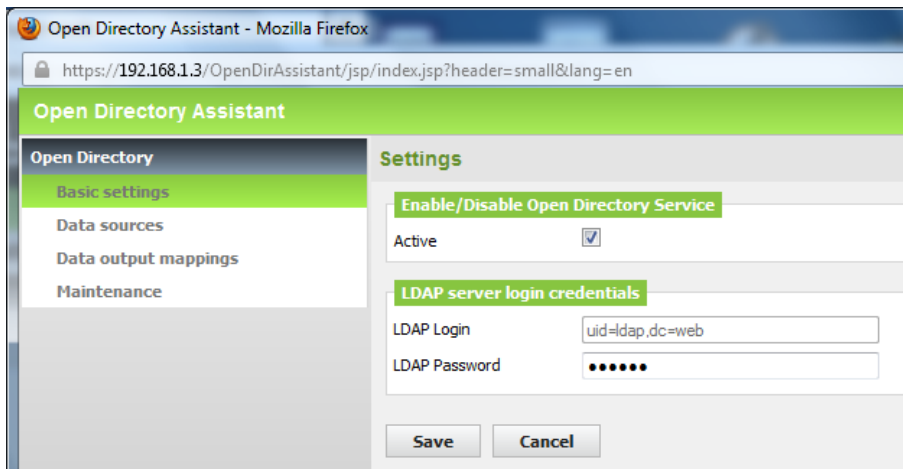 Open Directory Assistant - Mozilla Firefox
https://192.168.1.3/OpenDirAssistant/jsp/index.jsp?header=small&lang=en
Open Directory Assistant
Open Directory
Basic settings
Data sources
Data output mappings
Maintenance
Settings
Enable/Disable Open Directory Service
Active
LDAP server login credentials
LDAP Login uid=ldap,dc=web
LDAP Password ••••••
Save Cancel